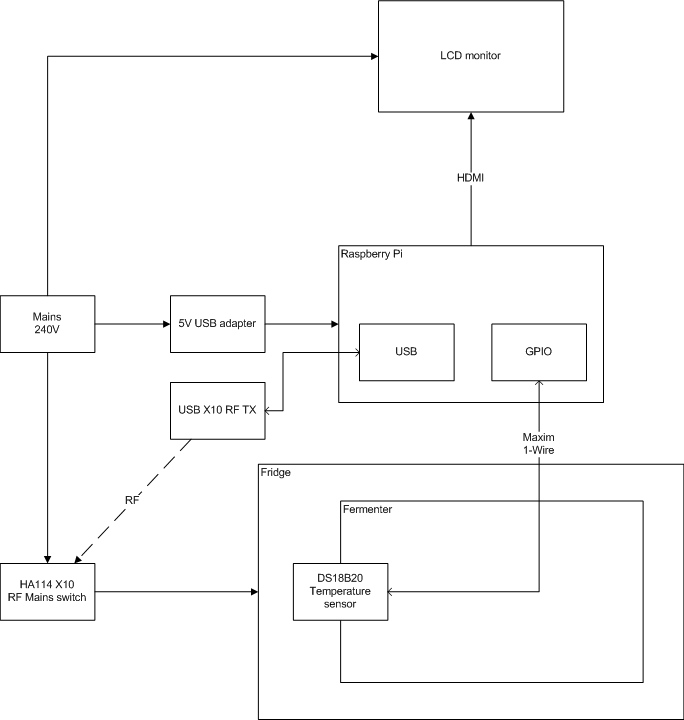 LCD monitor
HDMI
Raspberry Pi
Mains
240V
5V USB adapter
USB
GPIO
USB X10 RF TX
Maxim
1-Wire
Fridge
RF
Fermenter
HA114 X10
RF Mains switch
DS18B20
Temperature
sensor